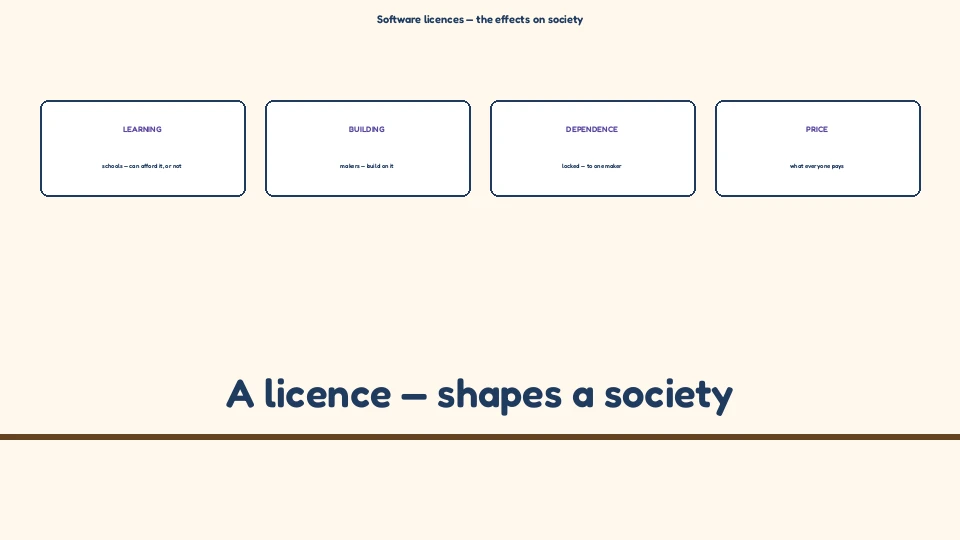 Software licences — the effects on society
LEARNING
schools — can afford it, or not
BUILDING
makers — build on it
DEPENDENCE
locked — to one maker
PRICE
what everyone pays
A licence — shapes a society